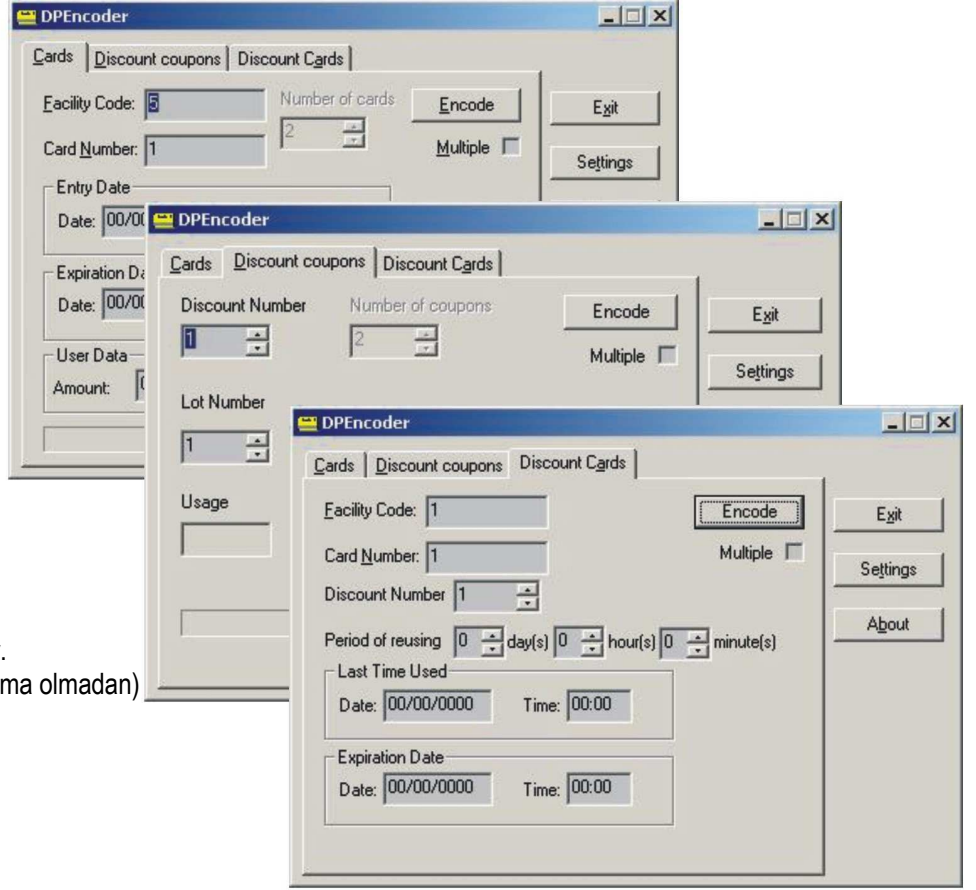 DPEncoder
Cards Discount coupons Discount Cards
Facility Code: 5 Number of cards Encode Exit
2
Card Number: 1 Multiple Settings
Entry Date
Date: 00/00
Expiration Da
Date: 00/00
User Data
Amount:
DPEncoder
Cards Discount coupons Discount Cards
Discount Number Number of coupons Encode Exit
1 2
Multiple Settings
Lot Number
1
Usage
DPEncoder
Cards Discount coupons Discount Cards
Facility Code: 1 Encode Exit
Card Number: 1 Multiple Settings
Discount Number 1
About
Period of reusing 0 day(s) 0 hour(s) 0 minute(s)
Last Time Used
Date: 00/00/0000 Time: 00:00
Expiration Date
Date: 00/00/0000 Time: 00:00
ma olmadan)